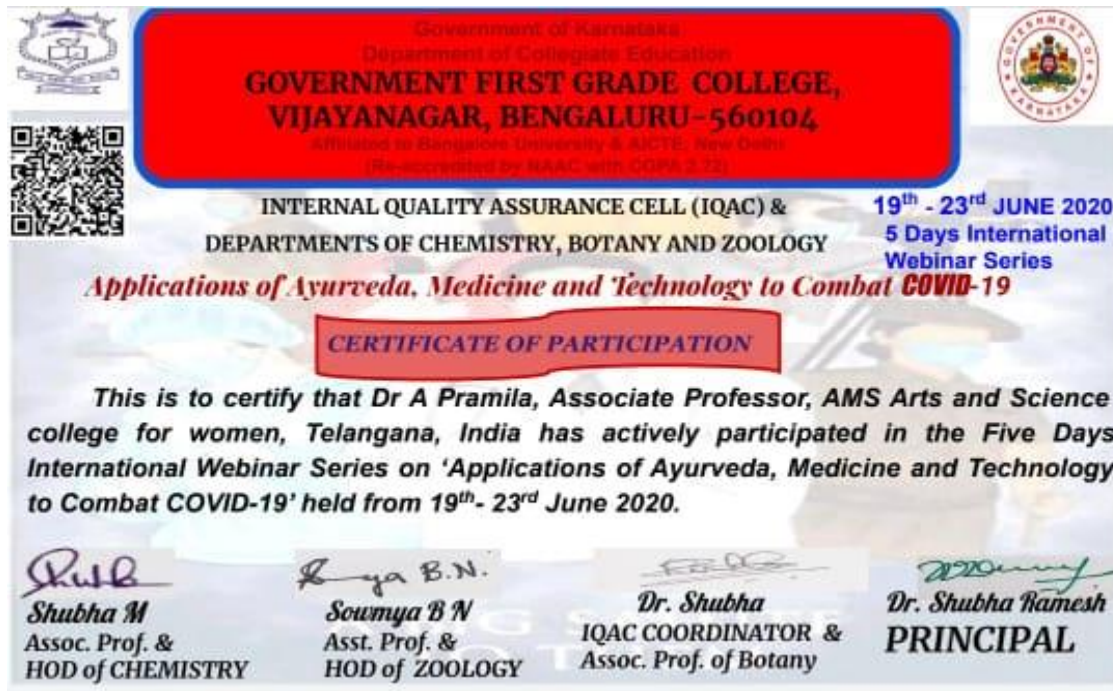 Government of Karnataka
Department of Collegiate Education
GOVERNMENT FIRST GRADE COLLEGE,
VIJAYANAGAR, BENGALURU-560104
Affiliated to Bangalore University & AICTE, New Delhi
(Re-accredited by NAAC with CGPA 2.72)
GOVERNMENT OF KARNATAKA
INTERNAL QUALITY ASSURANCE CELL (IQAC) &
DEPARTMENTS OF CHEMISTRY, BOTANY AND ZOOLOGY
19th - 23rd JUNE 2020
5 Days International
Webinar Series
Applications of Ayurveda, Medicine and Technology to Combat COVID-19
CERTIFICATE OF PARTICIPATION
This is to certify that Dr A Pramila, Associate Professor, AMS Arts and Science
college for women, Telangana, India has actively participated in the Five Days
International Webinar Series on ‘Applications of Ayurveda, Medicine and Technology
to Combat COVID-19’ held from 19th- 23rd June 2020.
Shubha M
Assoc. Prof. &
HOD of CHEMISTRY
B.N.
Sowmya B N
Asst. Prof. &
HOD of ZOOLOGY
Dr. Shubha
IQAC COORDINATOR &
Assoc. Prof. of Botany
Dr. Shubha Ramesh
PRINCIPAL